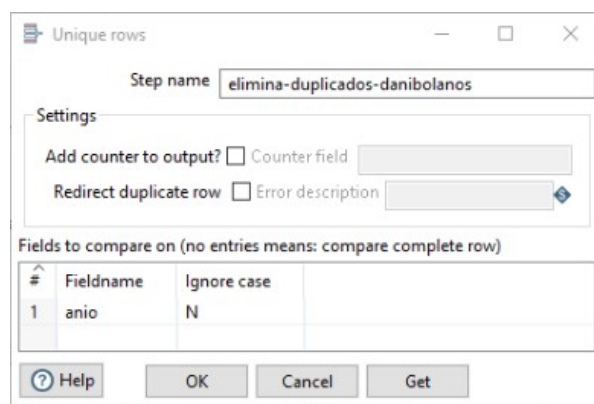 Unique rows
Step name elimina-duplicados-danibolanos
Settings
Add counter to output? Counter field
Redirect duplicate row Error description
Fields to compare on (no entries means: compare complete row)
# Fieldname Ignore case
1 anio N
Help OK Cancel Get